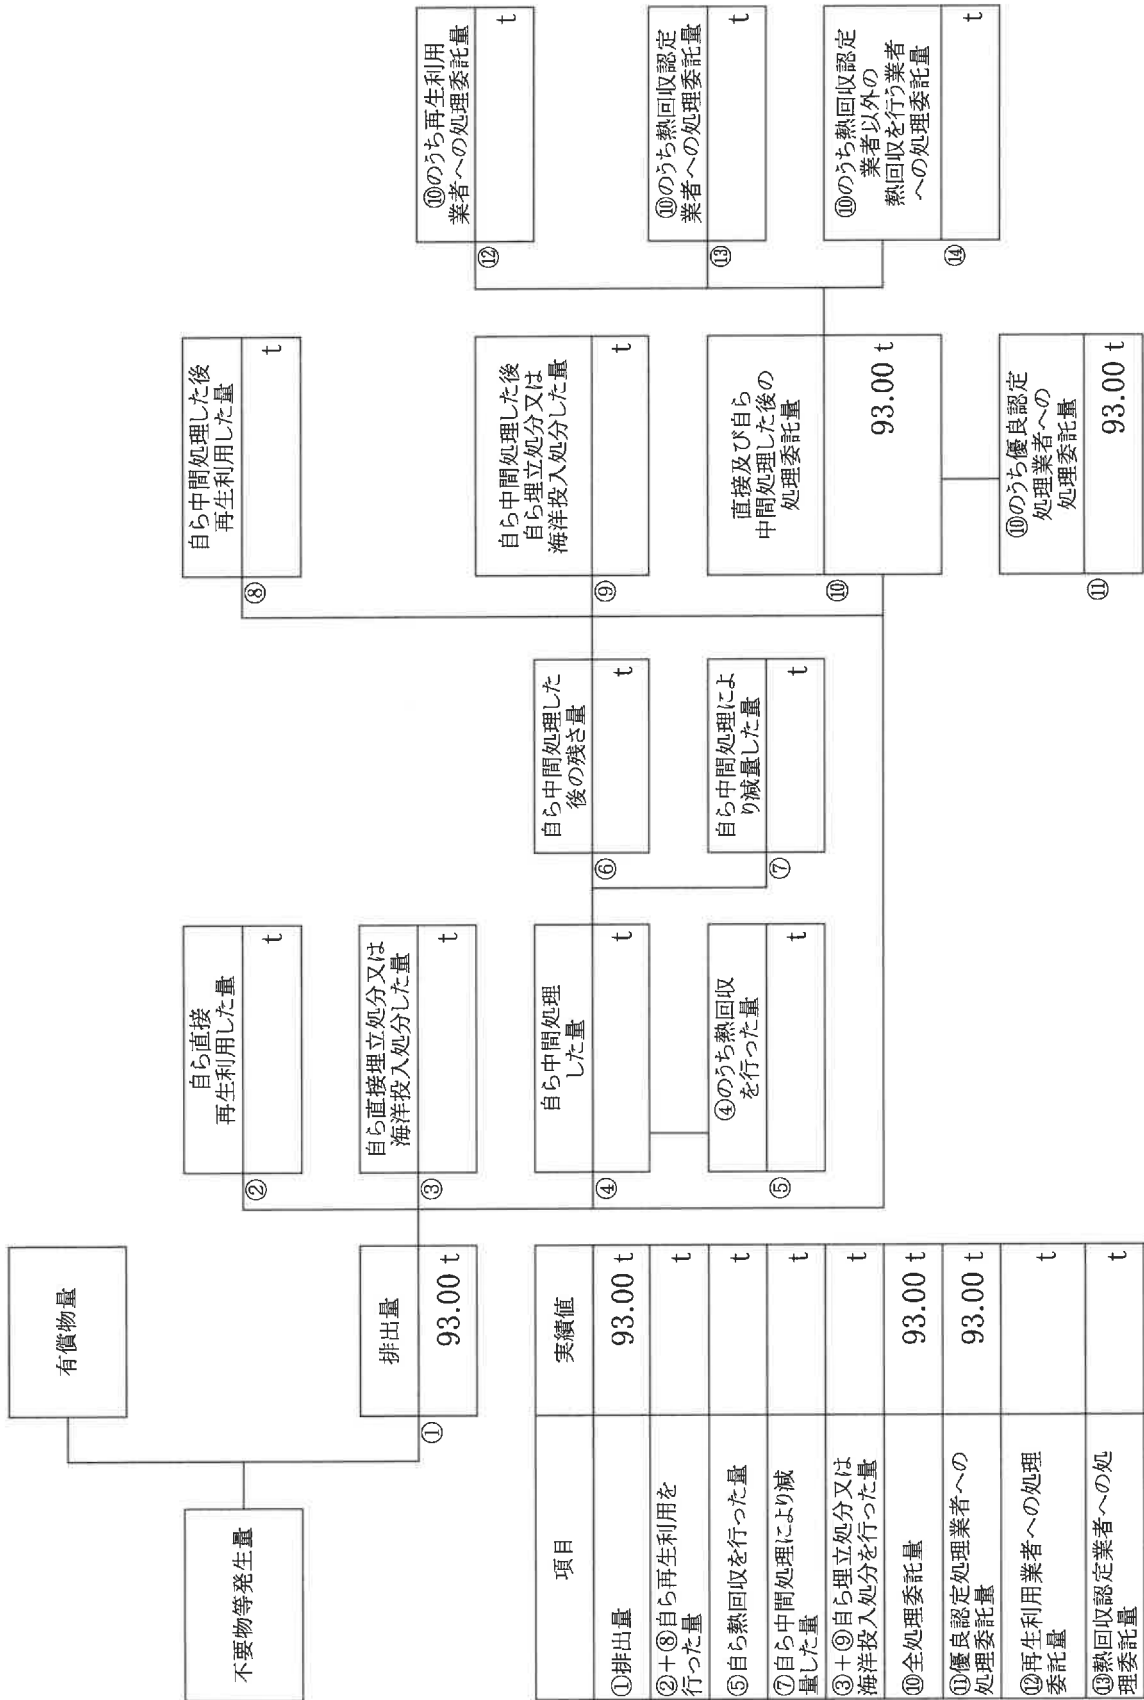 不要物等発生量
有償物量
①
排出量
93.00 t
②
自ら直接
再生利用した量
t
③
自ら直接埋立処分又は
海洋投入処分した量
t
④
自ら中間処理
した量
t
⑤
④のうち熱回収
を行った量
t
⑥
自ら中間処理した
後の残さ量
t
⑦
自ら中間処理によ
り減量した量
t
⑧
自ら中間処理した後
再生利用した量
t
⑨
自ら中間処理した後
自ら埋立処分又は
海洋投入処分した量
t
⑩
直接及び自ら
中間処理した後の
処理委託量
93.00 t
⑪
⑩のうち優良認定
処理業者への
処理委託量
93.00 t
⑫
⑩のうち再生利用
業者への処理委託量
t
⑬
⑩のうち熱回収認定
業者への処理委託量
t
⑭
⑩のうち熱回収認定
業者以外の
熱回収を行う業者
への処理委託量
t
項目
実績値
①排出量
93.00 t
②+⑧自ら再生利用を
行った量
t
⑤自ら熱回収を行った量
t
⑦自ら中間処理により減
量した量
t
③+⑨自ら埋立処分又は
海洋投入処分を行った量
t
⑩全処理委託量
93.00 t
⑪優良認定処理業者への
処理委託量
93.00 t
⑫再生利用業者への処理
委託量
t
⑬熱回収認定業者への処
理委託量
t